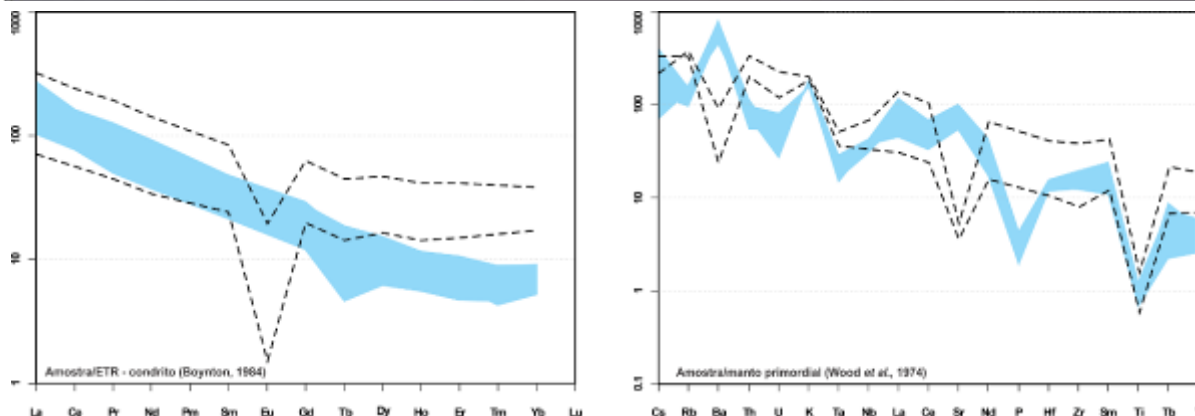 1000
100
10
1
Amostra/ETR - condrito (Boynton, 1984)
La Ce Pr Nd Pm Sm Eu Gd Tb Dy Ho Er Tm Yb Lu
1000
100
10
1
0.1
Amostra/manto primordial (Wood et al., 1974)
Cs Rb Ba Th U K Ta Nb La Ce Sr Nd P Hf Zr Sm Ti Tb